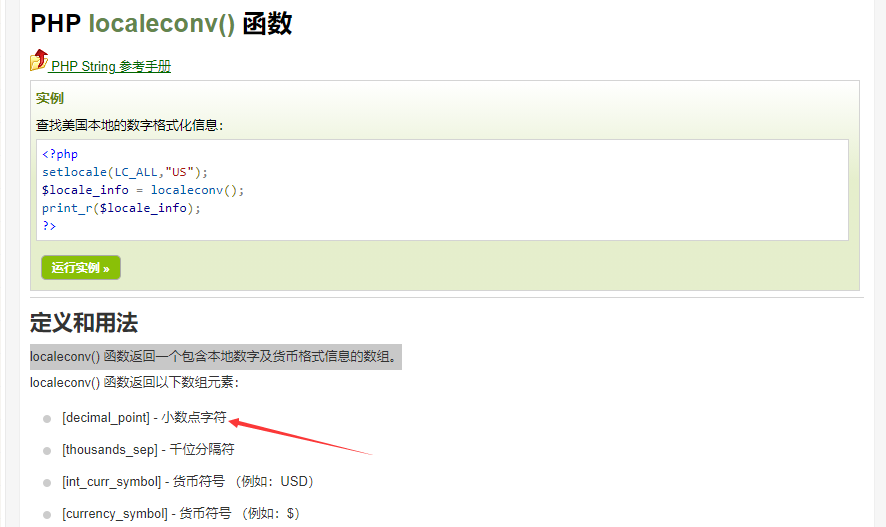 PHP localeconv() 函数
PHP String 参考手册
实例
查找美国本地的数字格式化信息：
<?php
setlocale(LC_ALL,"US");
$locale_info = localeconv();
print_r($locale_info);
?>
运行实例 »
定义和用法
localeconv() 函数返回一个包含本地数字及货币格式信息的数组。
localeconv() 函数返回以下数组元素：
[decimal_point] - 小数点字符
[thousands_sep] - 千位分隔符
[int_curr_symbol] - 货币符号 （例如：USD）
[currency_symbol] - 货币符号 （例如：$）